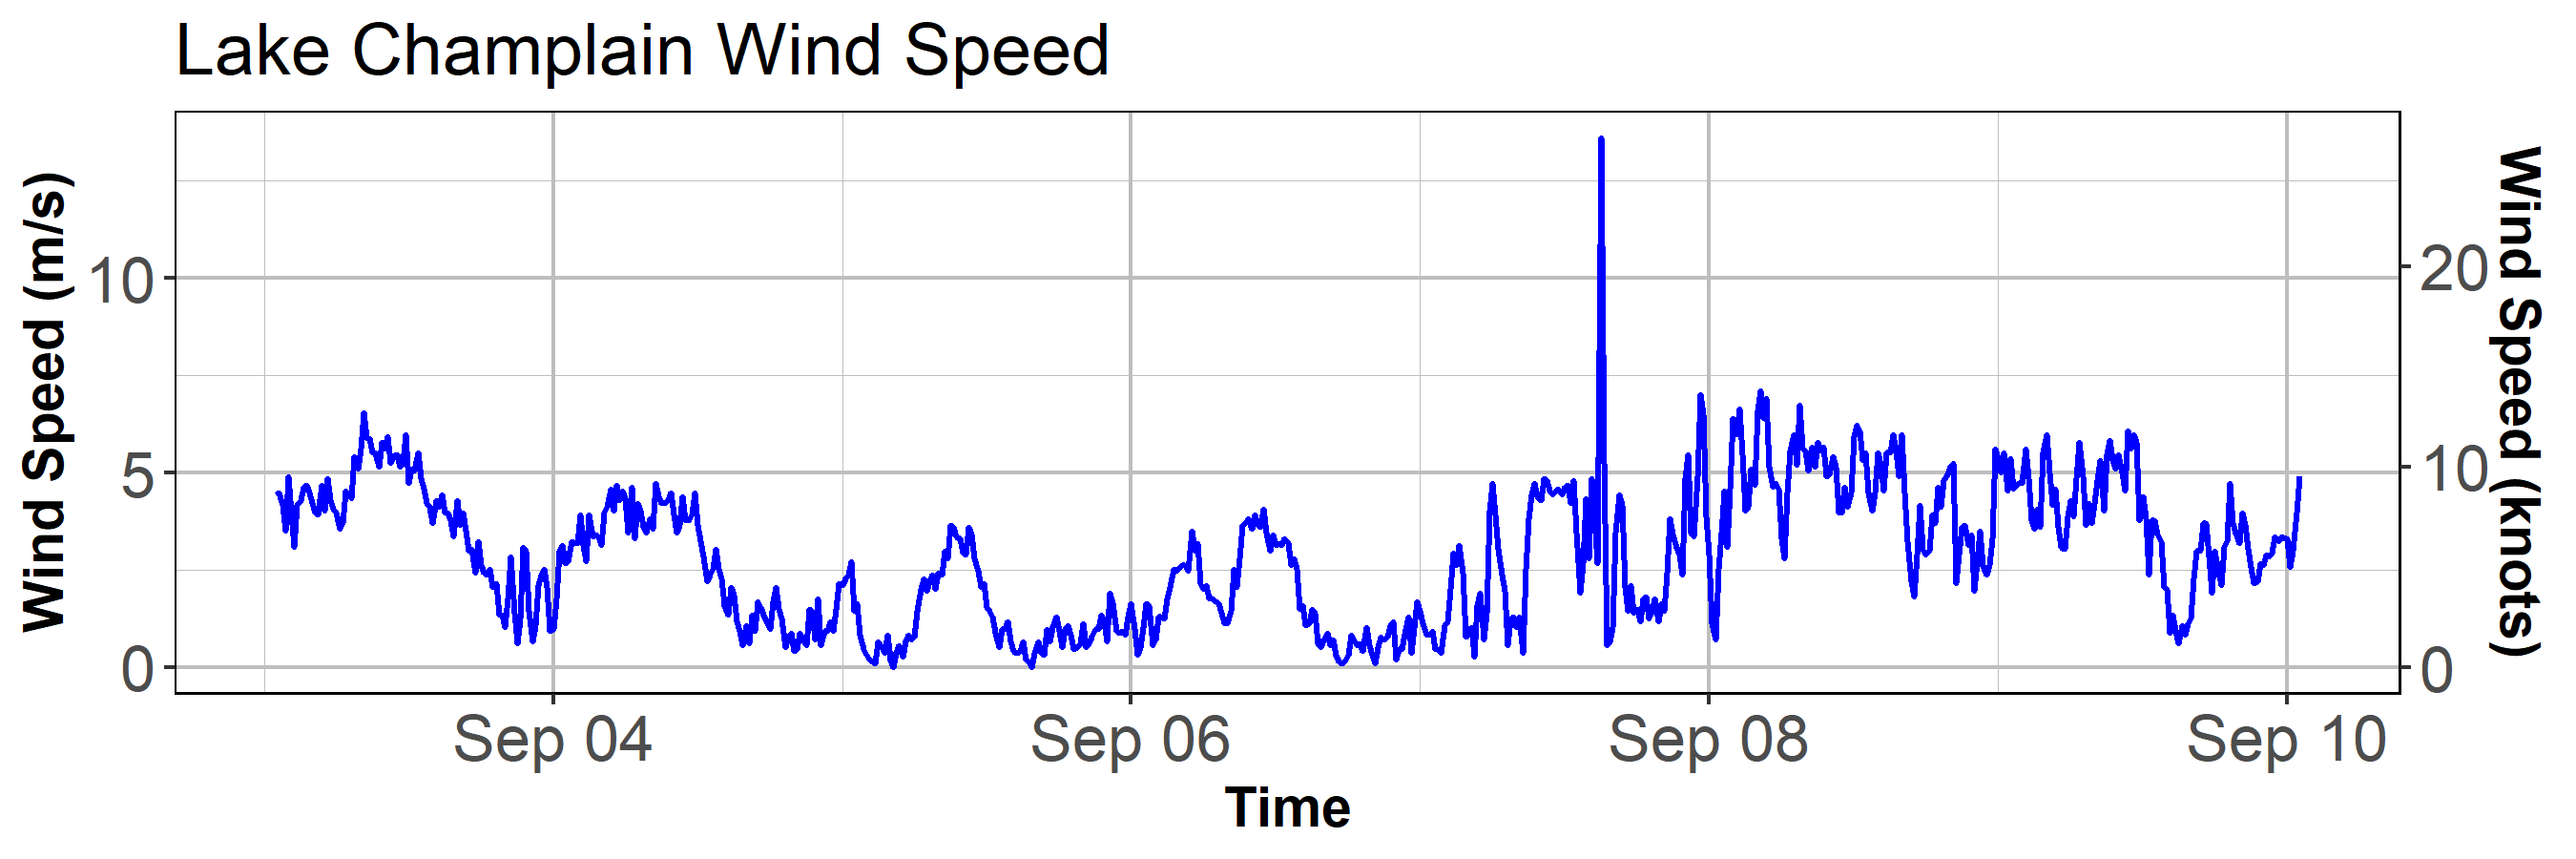 Lake Champlain Wind Speed
Wind Speed (m/s)
10
5
0
20
10
0
Wind Speed (knots)
Sep 04
Sep 06
Sep 08
Sep 10
Time